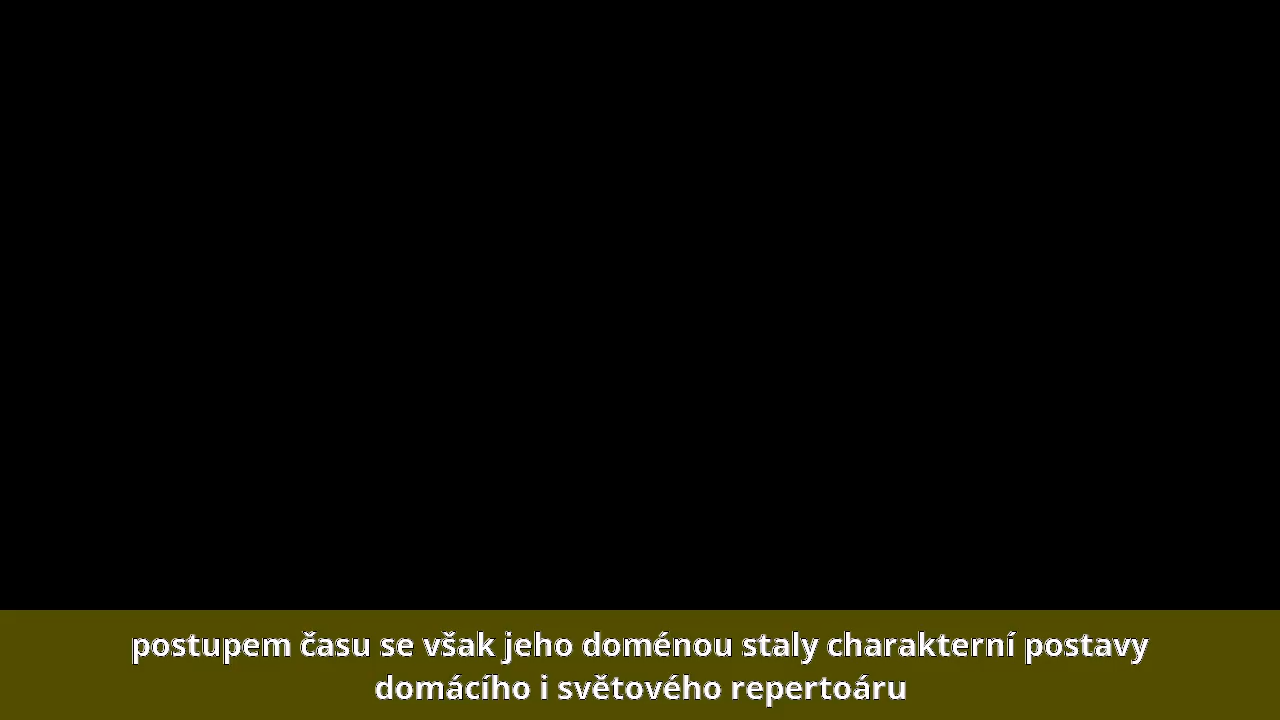 postupem času se však jeho doménou staly charakterní postavy
domácího i světového repertoáru